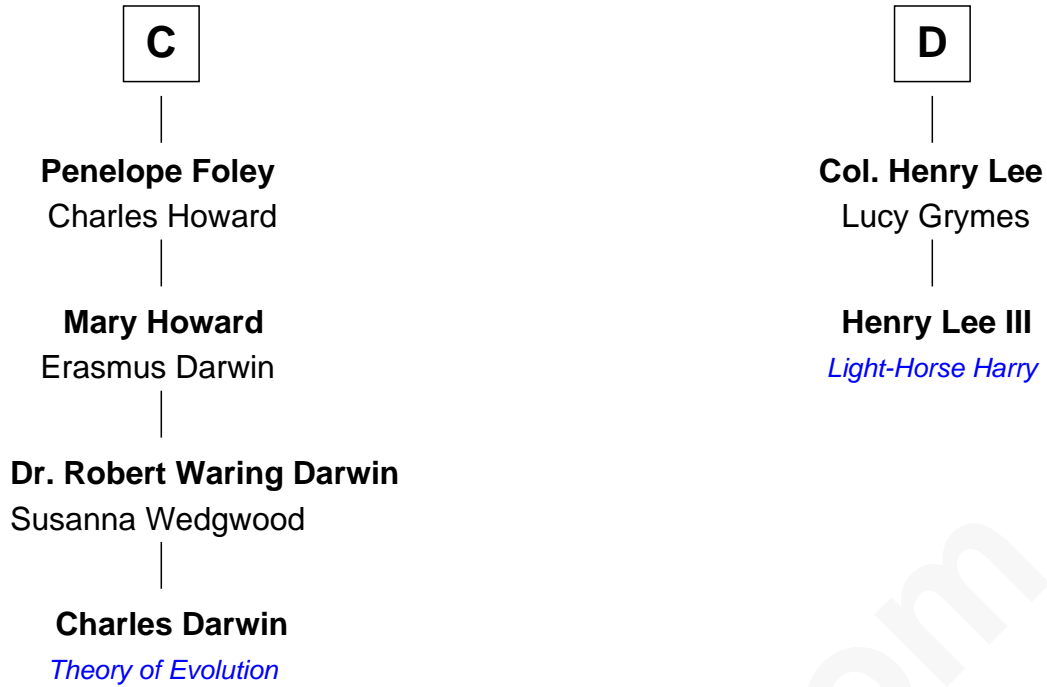 C
Penelope Foley
Charles Howard
Mary Howard
Erasmus Darwin
Dr. Robert Waring Darwin
Susanna Wedgwood
Charles Darwin
Theory of Evolution
D
Col. Henry Lee
Lucy Grymes
Henry Lee III
Light-Horse Harry
om